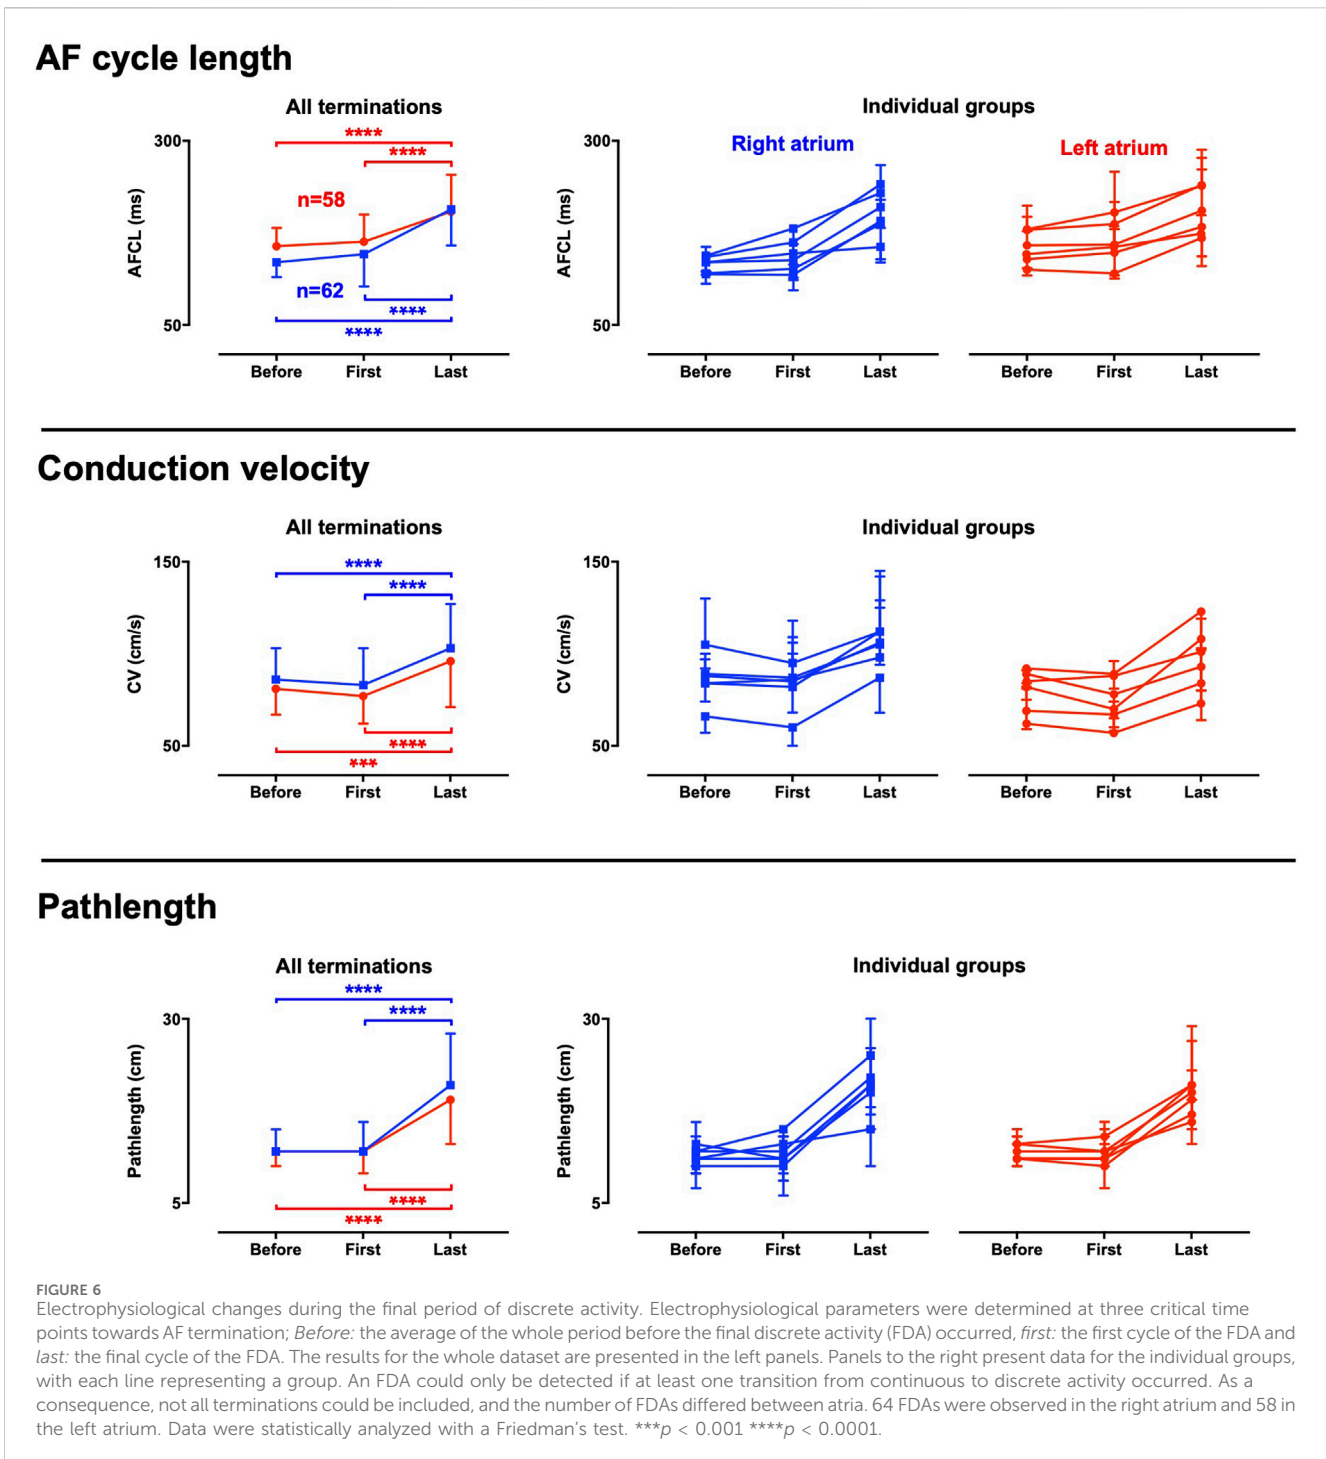 AF cycle length
All terminations
Individual groups
300
AFCL (ms)
50
****
****
n=58
n=62
****
****
Before First Last
300
AFCL (ms)
50
Right atrium
Left atrium
Before First Last
Before First Last
Conduction velocity
All terminations
Individual groups
150
CV (cm/s)
50
****
****
****
***
Before First Last
150
CV (cm/s)
50
Before First Last
Before First Last
Pathlength
All terminations
Individual groups
30
Pathlength (cm)
5
****
****
****
****
Before First Last
30
Pathlength (cm)
5
Before First Last
Before First Last
FIGURE 6
Electrophysiological changes during the final period of discrete activity. Electrophysiological parameters were determined at three critical time
points towards AF termination; Before: the average of the whole period before the final discrete activity (FDA) occurred, first: the first cycle of the FDA and
last: the final cycle of the FDA. The results for the whole dataset are presented in the left panels. Panels to the right present data for the individual groups,
with each line representing a group. An FDA could only be detected if at least one transition from continuous to discrete activity occurred. As a
consequence, not all terminations could be included, and the number of FDAs differed between atria. 64 FDAs were observed in the right atrium and 58 in
the left atrium. Data were statistically analyzed with a Friedman's test. ***p < 0.001 ****p < 0.0001.